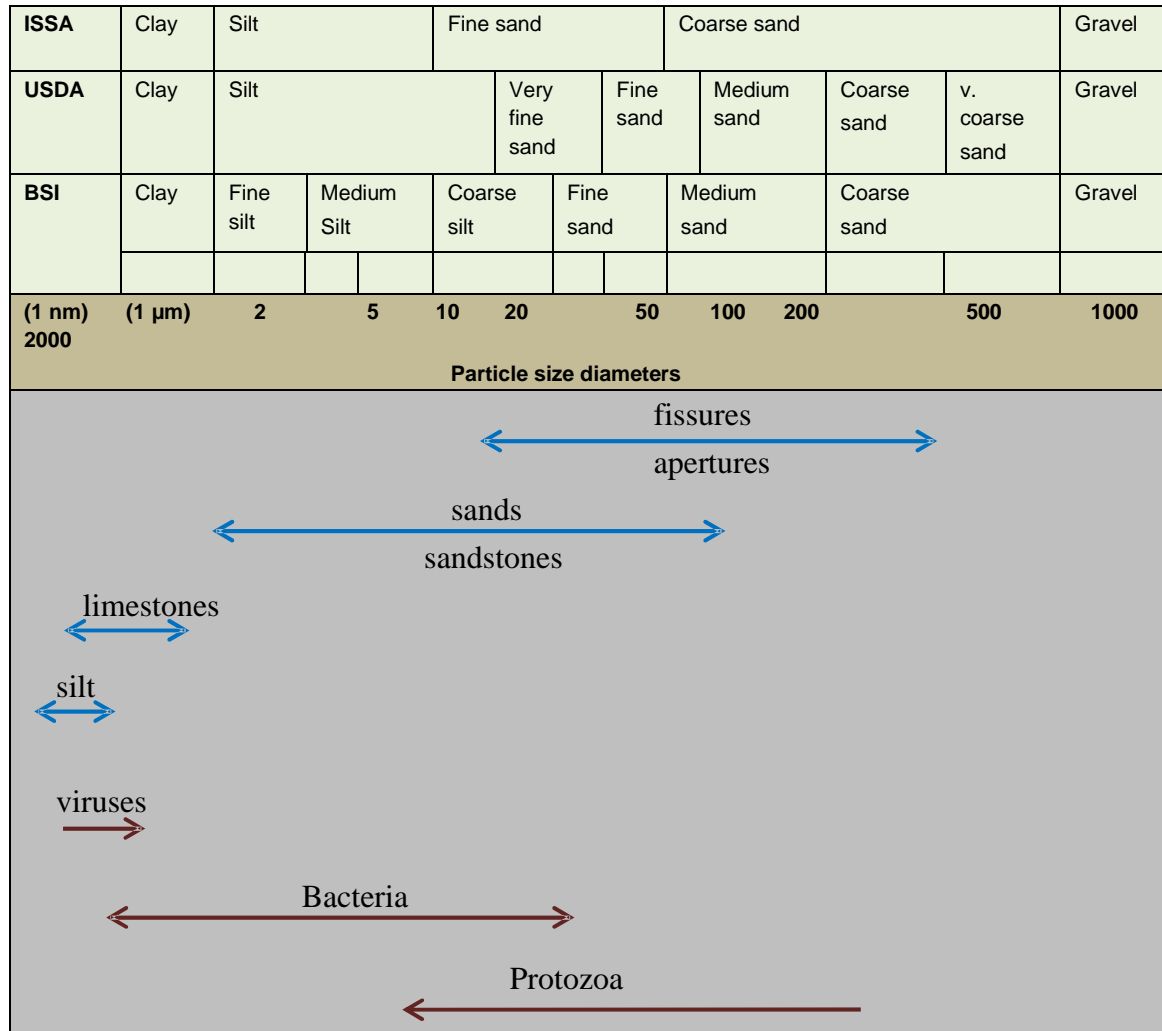 ISSA Clay Silt Fine sand Coarse sand Gravel
USDA Clay Silt Very fine sand Fine sand Medium sand Coarse sand v. coarse sand Gravel
BSI Clay Fine silt Medium Silt Coarse silt Fine sand Medium sand Coarse sand Gravel
(1 nm) (1 µm) 2 5 10 20 50 100 200 500 1000
2000
Particle size diameters
fissures
apertures
sands
sandstones
limestones
silt
viruses
Bacteria
Protozoa